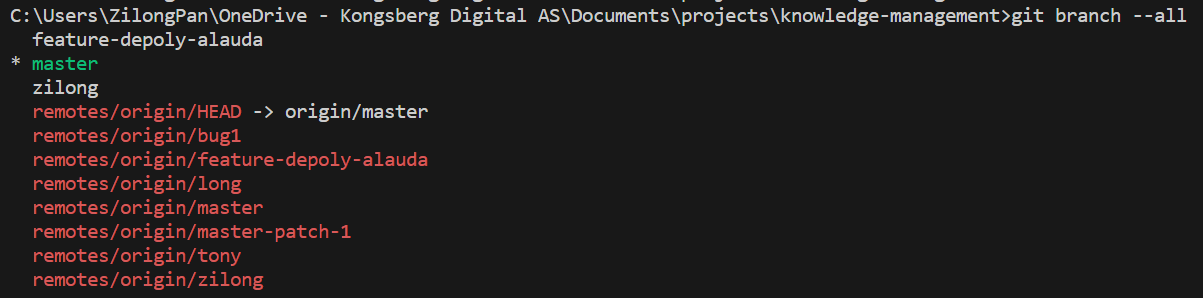 C:\Users\ZilongPan\OneDrive - Kongsberg Digital AS\Documents\projects\knowledge-management>git branch --all
  feature-depoly-alauda
* master
  zilong
  remotes/origin/HEAD -> origin/master
  remotes/origin/bug1
  remotes/origin/feature-depoly-alauda
  remotes/origin/long
  remotes/origin/master
  remotes/origin/master-patch-1
  remotes/origin/tony
  remotes/origin/zilong